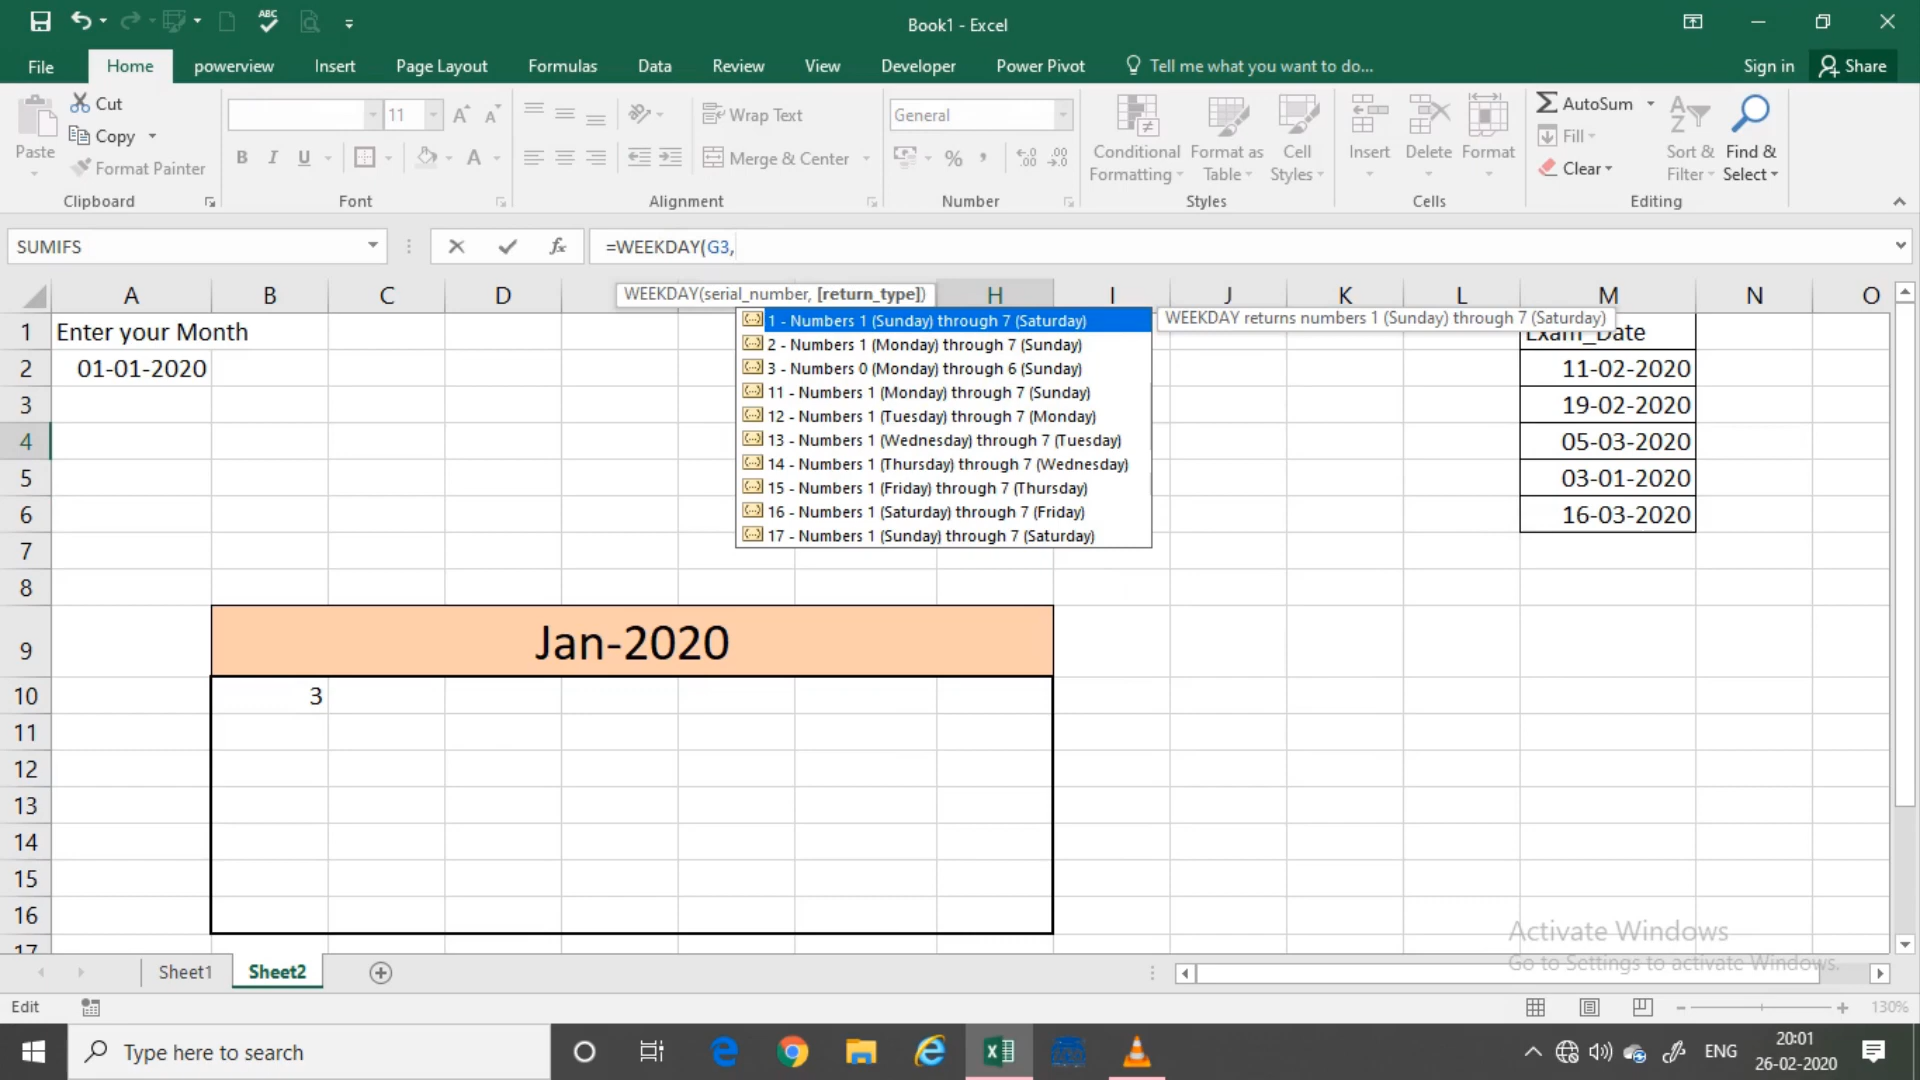 Book1 - Excel
File Home powerview Insert Page Layout Formulas Data Review View Developer Power Pivot Tell me what you want to do... Sign in Share
Paste
Cut
Copy
Format Painter
Clipboard
11
Font
Wrap Text
Merge & Center
Alignment
General
Number
Conditional Formatting
Format as Table
Cell Styles
Styles
Insert
Delete
Format
Cells
AutoSum
Fill
Clear
Sort & Filter
Find & Select
Editing
SUMIFS =WEEKDAY(G3,
WEEKDAY(serial_number, [return_type])
A B C D H I J K L M N O
1 - Numbers 1 (Sunday) through 7 (Saturday)
2 - Numbers 1 (Monday) through 7 (Sunday)
3 - Numbers 0 (Monday) through 6 (Sunday)
11 - Numbers 1 (Monday) through 7 (Sunday)
12 - Numbers 1 (Tuesday) through 7 (Monday)
13 - Numbers 1 (Wednesday) through 7 (Tuesday)
14 - Numbers 1 (Thursday) through 7 (Wednesday)
15 - Numbers 1 (Friday) through 7 (Thursday)
16 - Numbers 1 (Saturday) through 7 (Friday)
17 - Numbers 1 (Sunday) through 7 (Saturday)
WEEKDAY returns numbers 1 (Sunday) through 7 (Saturday)
1 Enter your Month Exam_Date
2 01-01-2020 11-02-2020
3 19-02-2020
4 05-03-2020
5 03-01-2020
6 16-03-2020
7
8
9 Jan-2020
10 3
11
12
13
14
15
16
17
Activate Windows
Go to Settings to activate Windows.
Sheet1 Sheet2
Edit 130%
Type here to search
ENG
20:01
26-02-2020